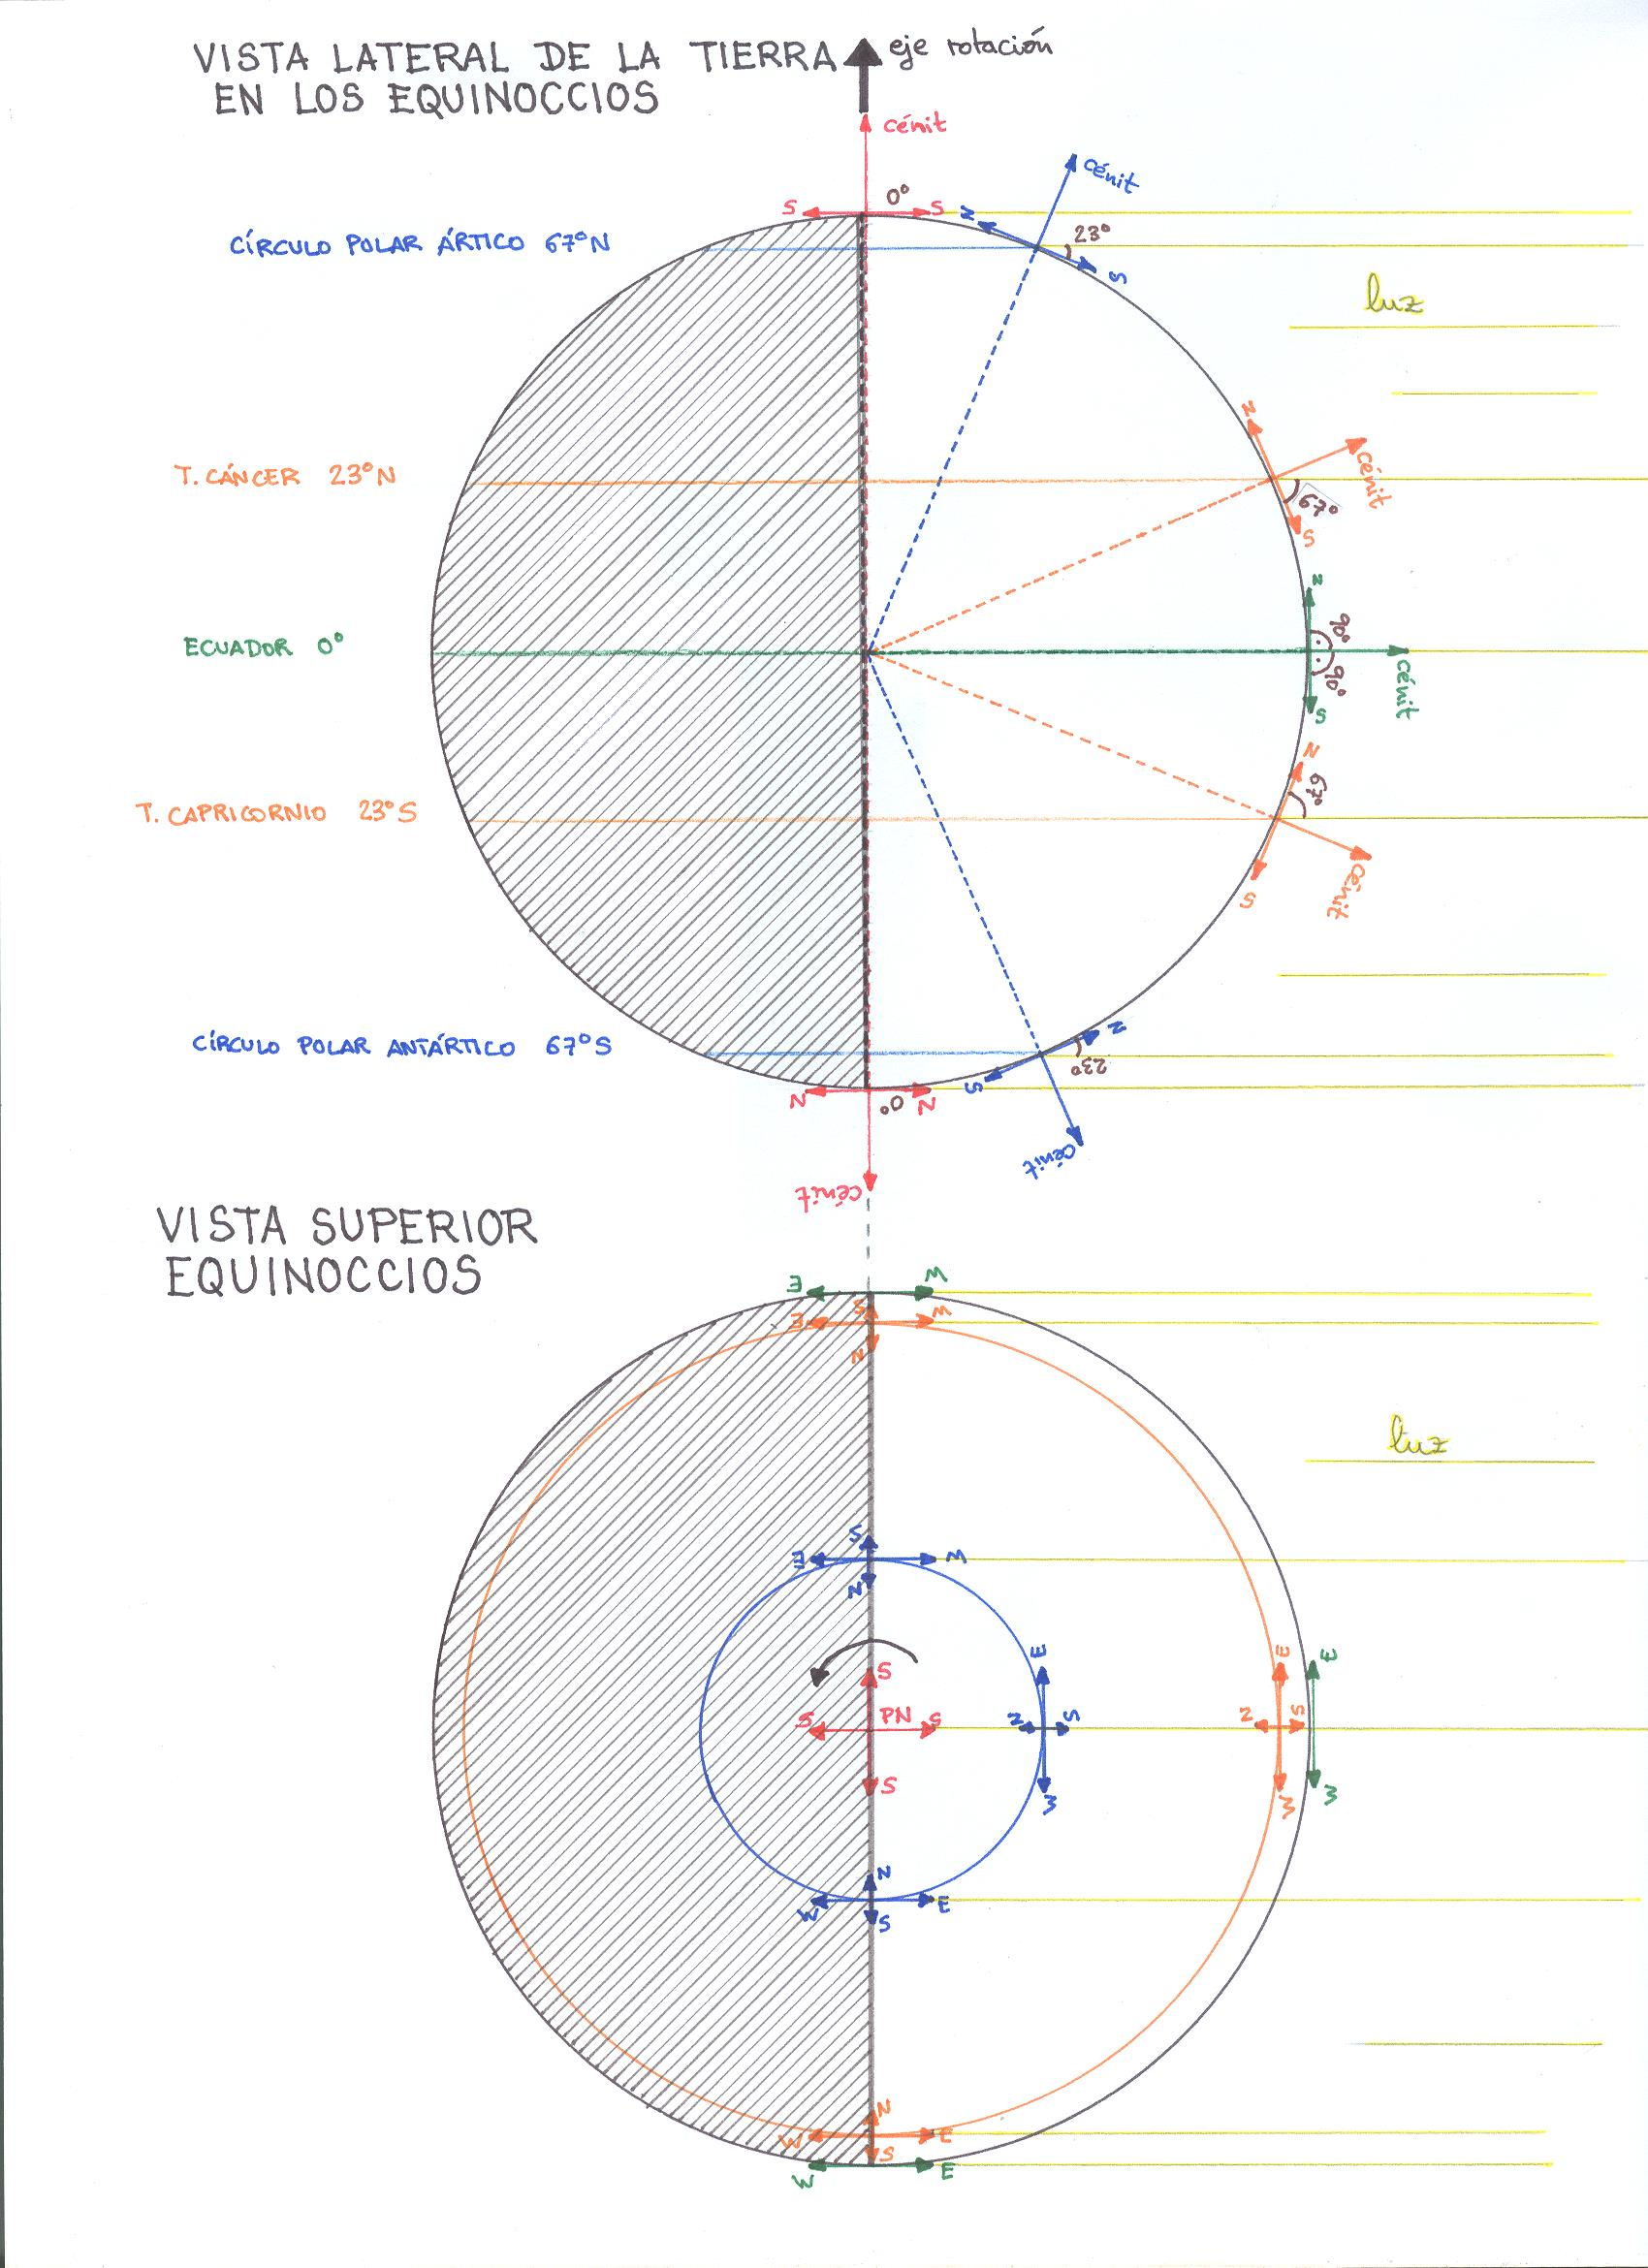 VISTA LATERAL DE LA TIERRA
EN LOS EQUINOCCIOS
eje rotación
cénit
cénit
S 0° S
N 23° S
CÍRCULO POLAR ÁRTICO 67°N
luz
N
cénit
T. CÁNCER 23°N
67°
S
N
90°
ECUADOR 0°
90°
cénit
S
N
67°
T. CAPRICORNIO 23°S
S
cénit
N
CÍRCULO POLAR ANTÁRTICO 67°S
23°
S
N 0° N
cénit
cénit
VISTA SUPERIOR
EQUINOCCIOS
E W
S
E W
N
luz
S
E W
N
E E E
S
S PN S
N S N S
S
W W W
N
W E
S
N
W E
S
W E